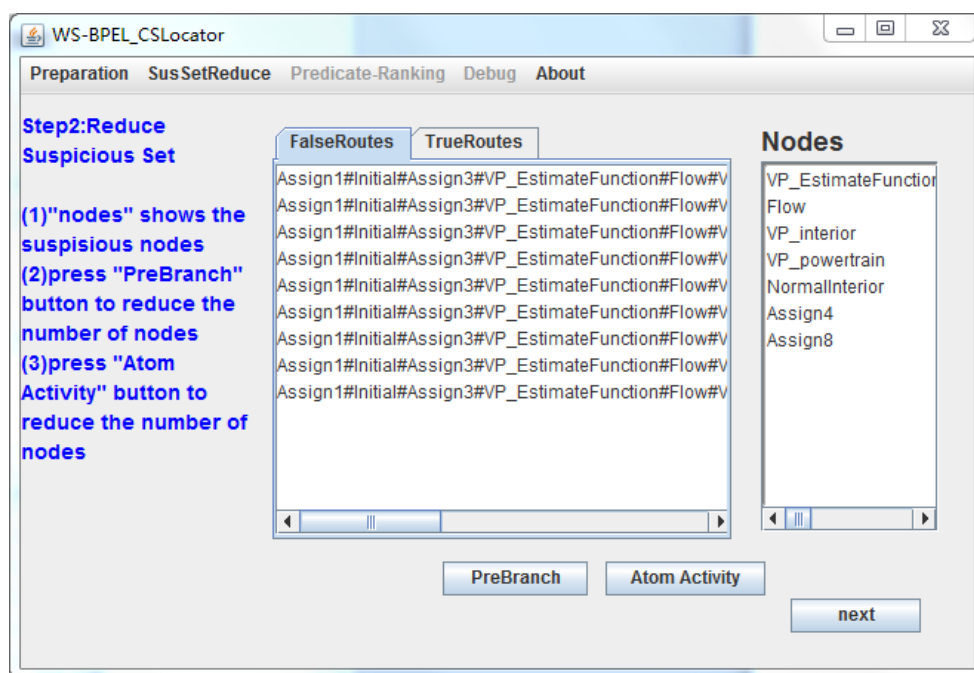 WS-BPEL_CSLocator
Preparation SusSetReduce Predicate-Ranking Debug About
Step2:Reduce
Suspicious Set
(1)"nodes" shows the
suspisious nodes
(2)press "PreBranch"
button to reduce the
number of nodes
(3)press "Atom
Activity" button to
reduce the number of
nodes
FalseRoutes TrueRoutes
Assign1#Initial#Assign3#VP_EstimateFunction#Flow#V
Assign1#Initial#Assign3#VP_EstimateFunction#Flow#V
Assign1#Initial#Assign3#VP_EstimateFunction#Flow#V
Assign1#Initial#Assign3#VP_EstimateFunction#Flow#V
Assign1#Initial#Assign3#VP_EstimateFunction#Flow#V
Assign1#Initial#Assign3#VP_EstimateFunction#Flow#V
Assign1#Initial#Assign3#VP_EstimateFunction#Flow#V
Assign1#Initial#Assign3#VP_EstimateFunction#Flow#V
Assign1#Initial#Assign3#VP_EstimateFunction#Flow#V
Nodes
VP_EstimateFunction
Flow
VP_interior
VP_powertrain
NormalInterior
Assign4
Assign8
PreBranch
Atom Activity
next